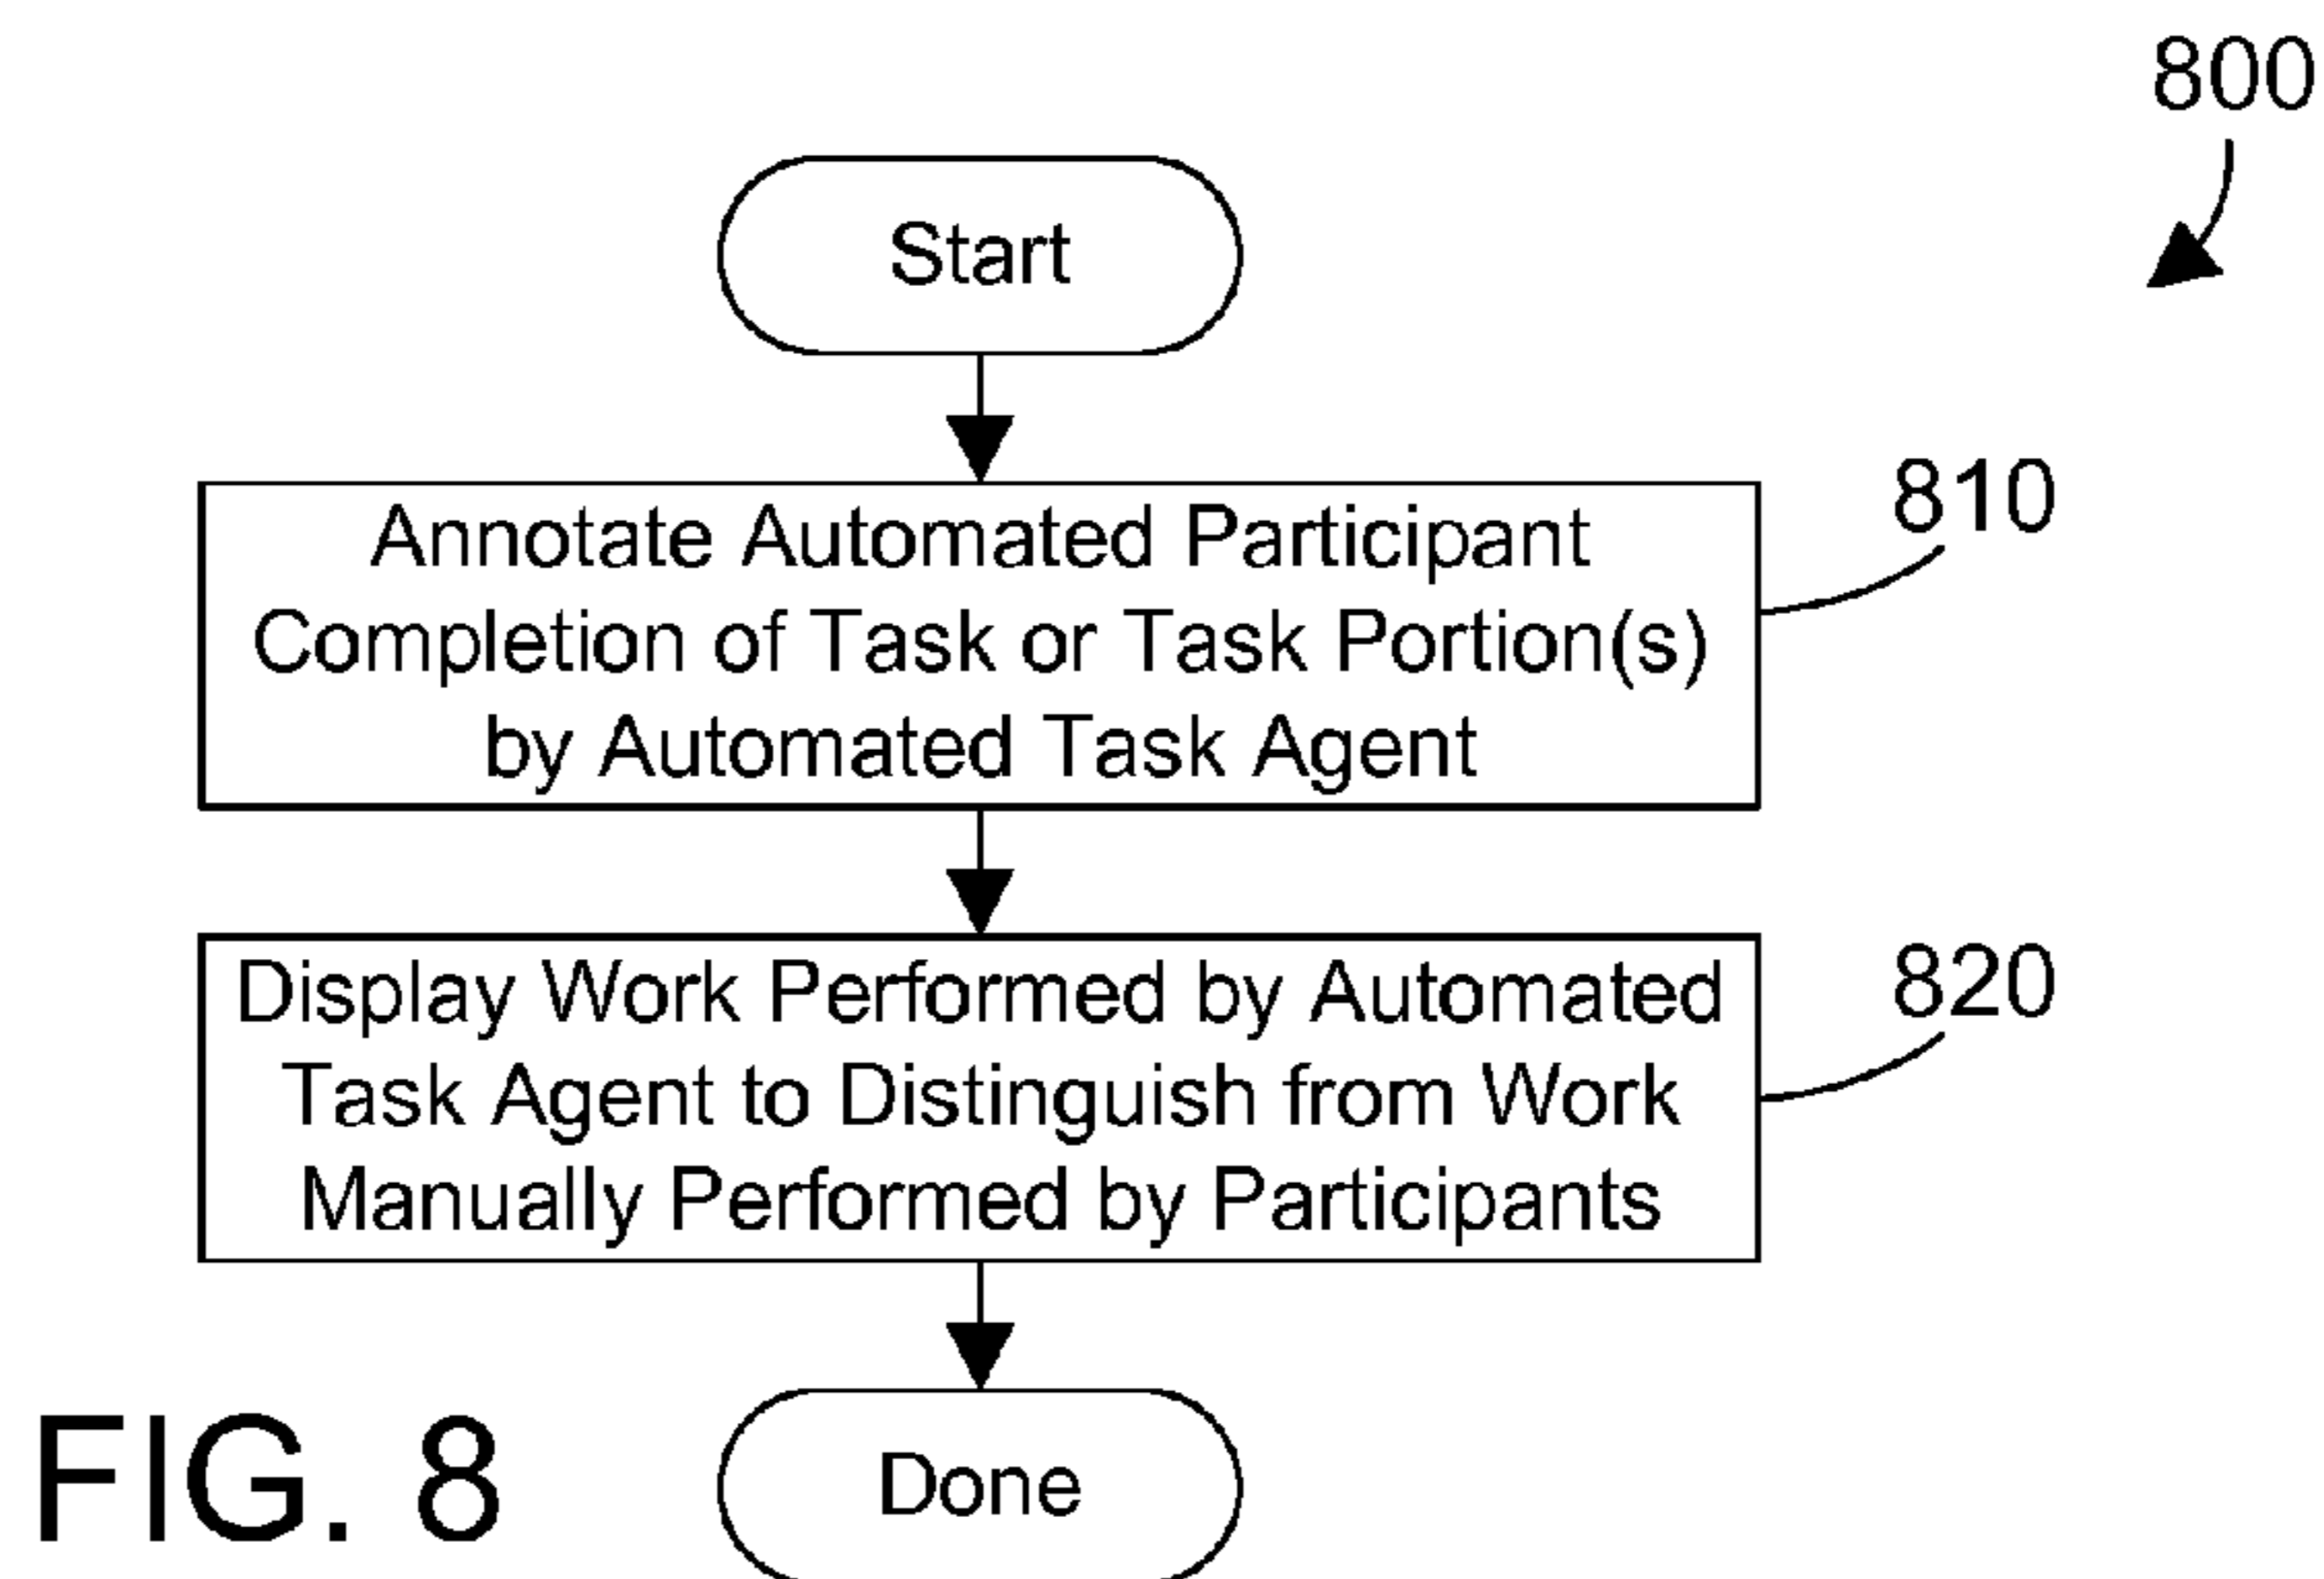 800
Start
Annotate Automated Participant
Completion of Task or Task Portion(s)
by Automated Task Agent
810
Display Work Performed by Automated
Task Agent to Distinguish from Work
Manually Performed by Participants
820
Done
FIG. 8